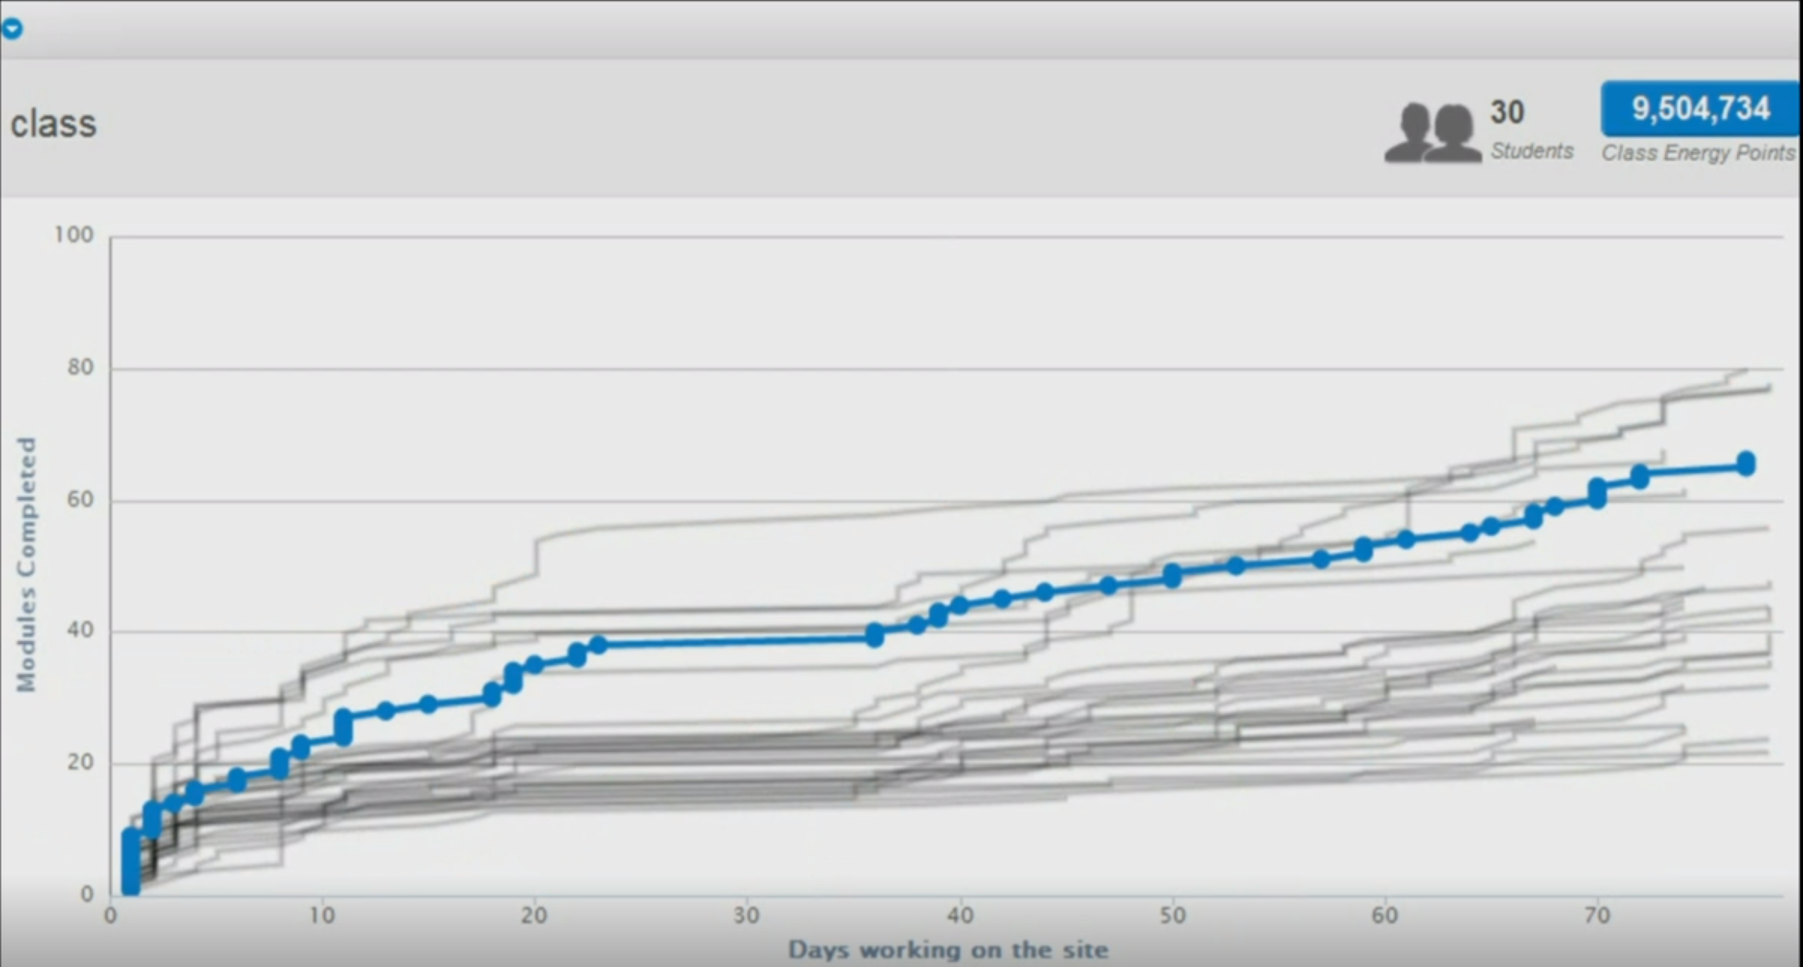 class
30
Students
9,504,734
Class Energy Points
100
80
60
40
20
0
Modules Completed
0 10 20 30 40 50 60 70
Days working on the site